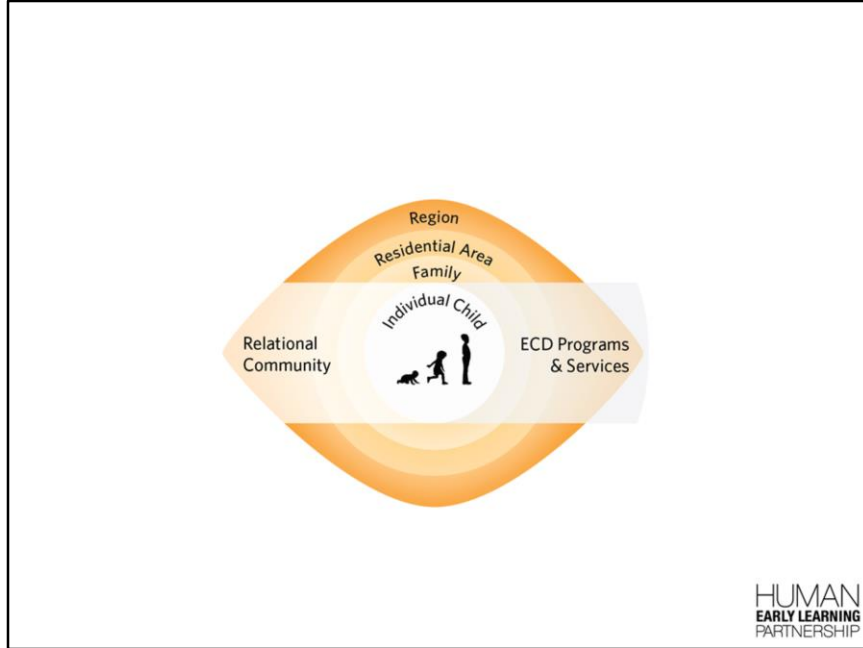 Region
Residential Area
Family
Individual Child
Relational
Community
ECD Programs
& Services
HUMAN
EARLY LEARNING
PARTNERSHIP